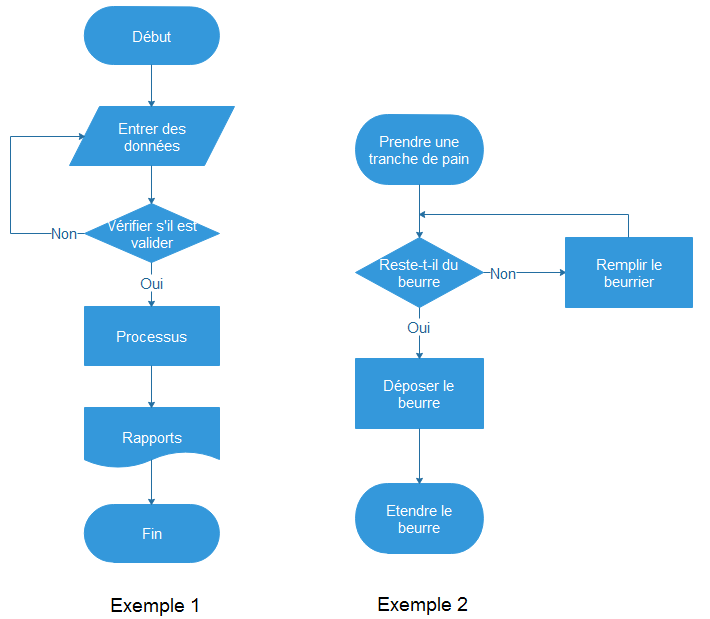 Début
Entrer des
données
Vérifier s'il est
valider
Non
Oui
Processus
Rapports
Fin
Exemple 1
Prendre une
tranche de pain
Reste-t-il du
beurre
Non
Remplir le
beurrier
Oui
Déposer le
beurre
Etendre le
beurre
Exemple 2